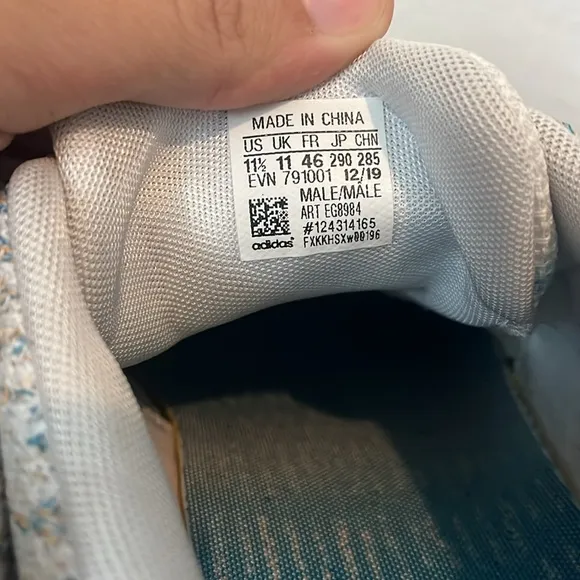 MADE IN CHINA
US UK FR JP CHN
11½ 11 46 290 285
EVN 791001 12/19
MALE/MÂLE
ART EG8984
#124314165
adidas FXKKHSXw00196